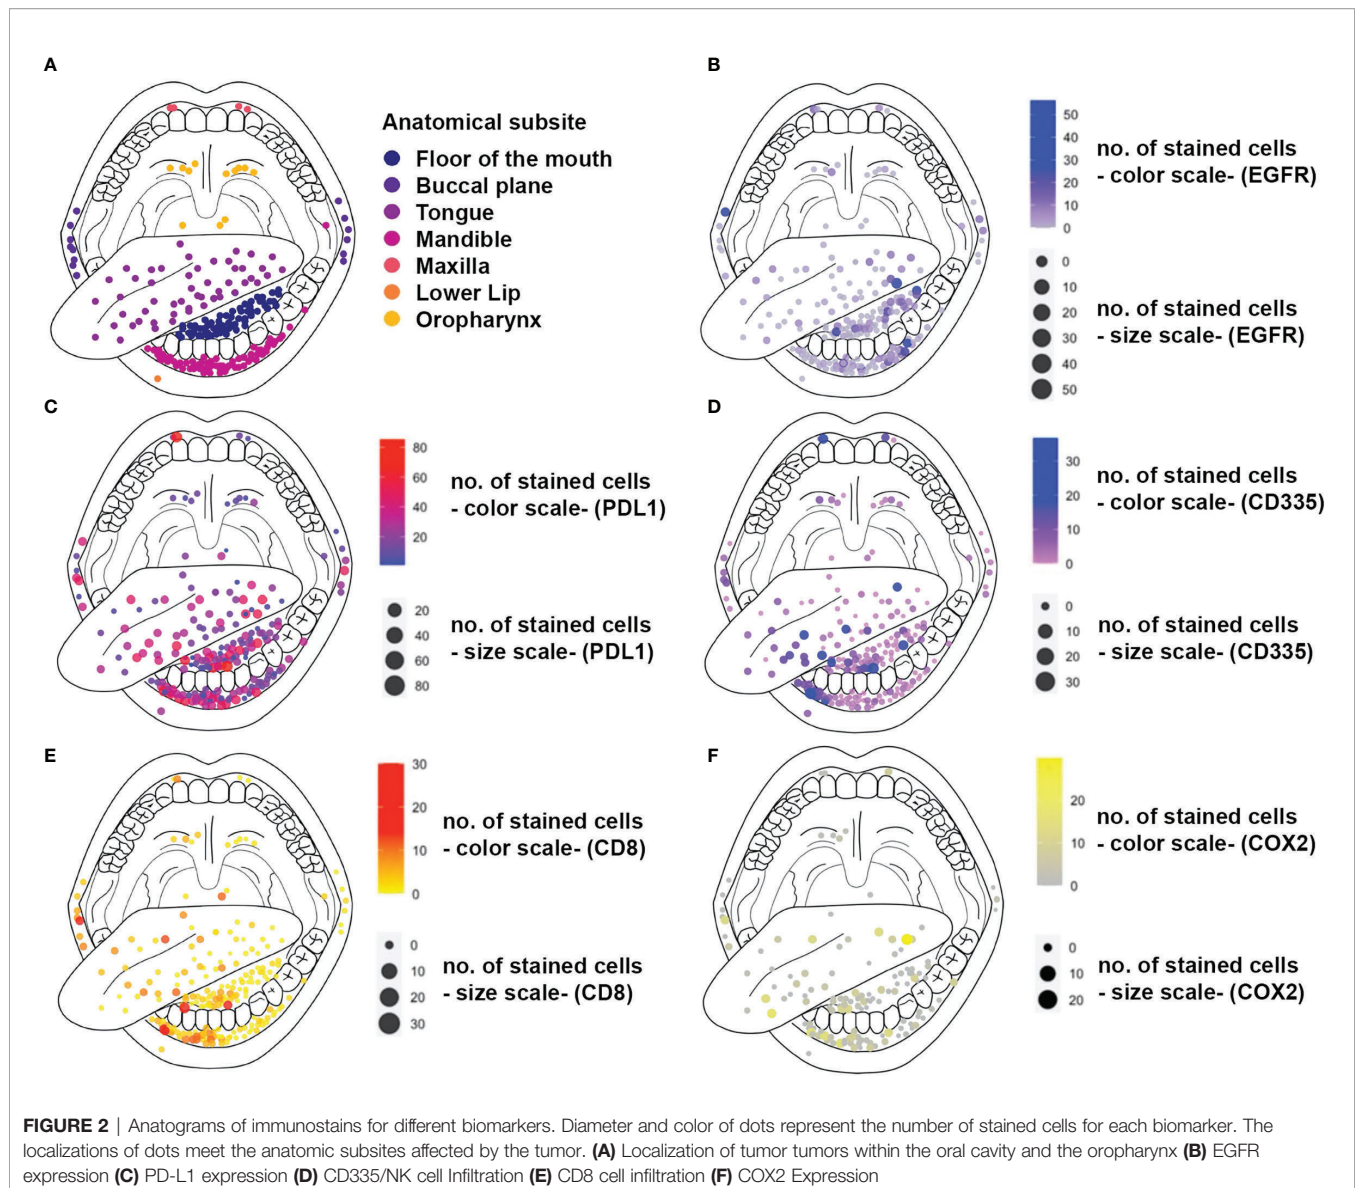 A
Anatomical subsite
Floor of the mouth
Buccal plane
Tongue
Mandible
Maxilla
Lower Lip
Oropharynx
B
50
40
30
20
10
0
no. of stained cells
- color scale- (EGFR)
0
10
20
30
40
50
no. of stained cells
- size scale- (EGFR)
C
80
60
40
20
no. of stained cells
- color scale- (PDL1)
20
40
60
80
no. of stained cells
- size scale- (PDL1)
D
30
20
10
0
no. of stained cells
- color scale- (CD335)
0
10
20
30
no. of stained cells
- size scale- (CD335)
E
30
20
10
0
no. of stained cells
- color scale- (CD8)
0
10
20
30
no. of stained cells
- size scale- (CD8)
F
20
10
0
no. of stained cells
- color scale- (COX2)
0
10
20
no. of stained cells
- size scale- (COX2)
FIGURE 2 | Anatograms of immunostains for different biomarkers. Diameter and color of dots represent the number of stained cells for each biomarker. The
localizations of dots meet the anatomic subsites affected by the tumor. (A) Localization of tumor tumors within the oral cavity and the oropharynx (B) EGFR
expression (C) PD-L1 expression (D) CD335/NK cell Infiltration (E) CD8 cell infiltration (F) COX2 Expression